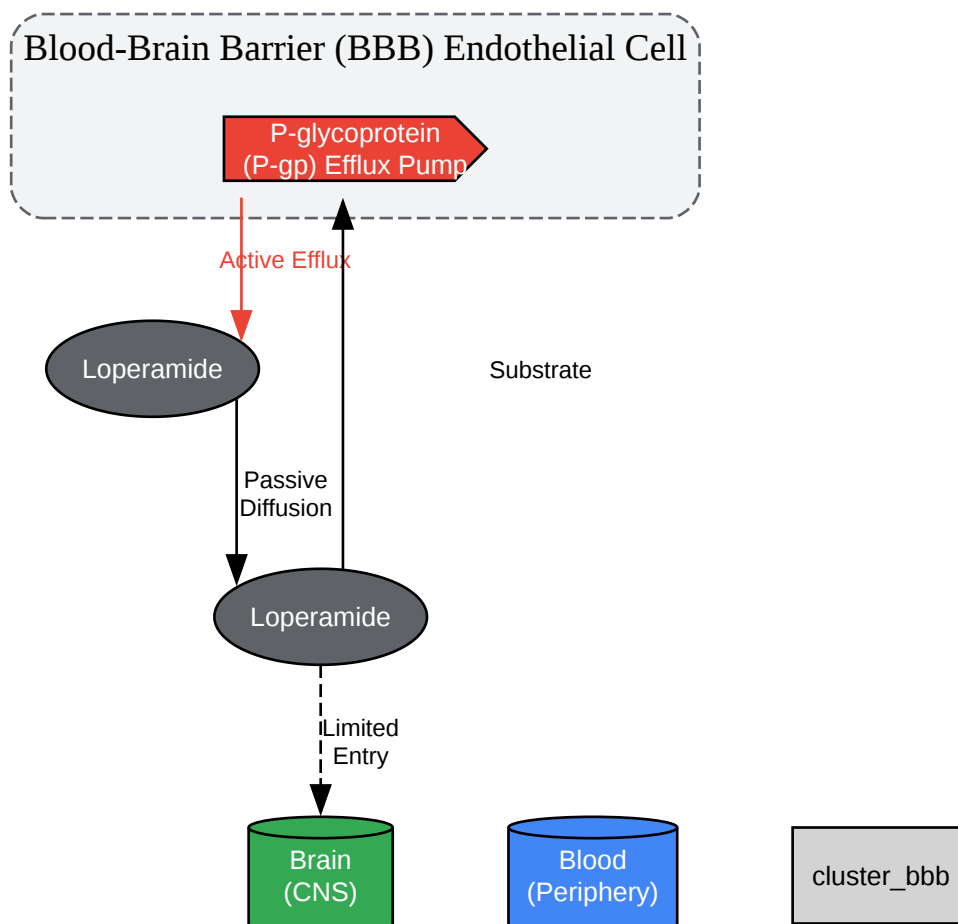 Blood-Brain Barrier (BBB) Endothelial Cell
P-glycoprotein
(P-gp) Efflux Pump
Active Efflux
Loperamide
Substrate
Passive
Diffusion
Loperamide
Limited
Entry
Brain
(CNS)
Blood
(Periphery)
cluster_bbb